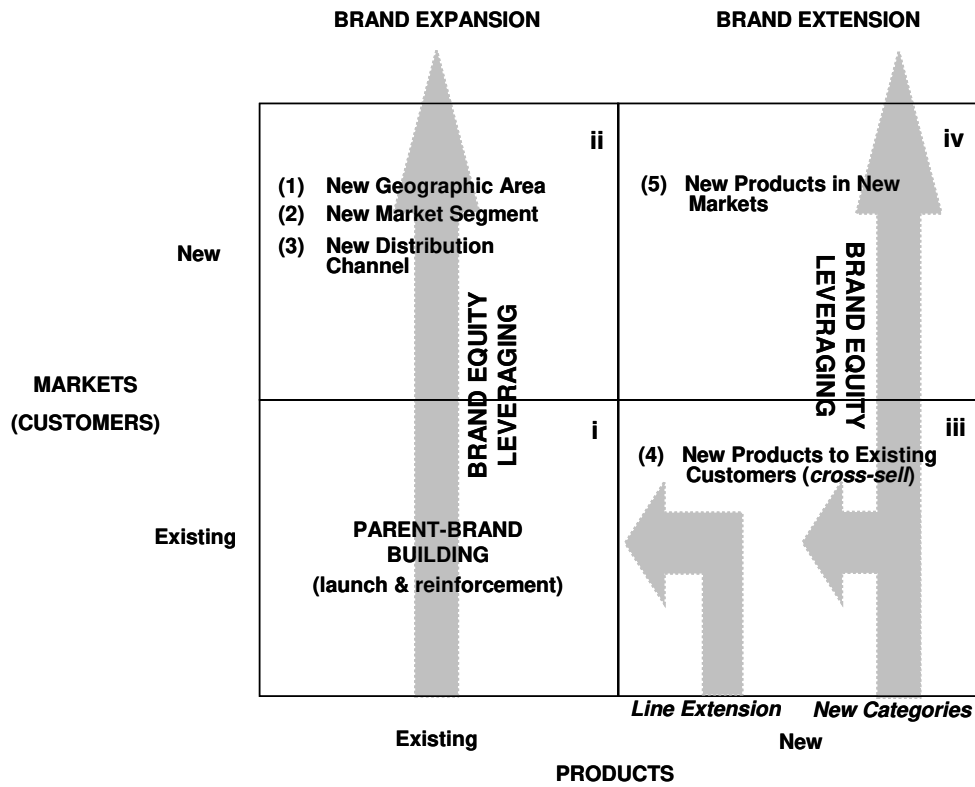 BRAND EXPANSION
BRAND EXTENSION
ii
iv
(1) New Geographic Area
(2) New Market Segment
(3) New Distribution
Channel
(5) New Products in New
Markets
New
BRAND EQUITY
LEVERAGING
BRAND EQUITY
LEVERAGING
MARKETS
(CUSTOMERS)
i
iii
(4) New Products to Existing
Customers (cross-sell)
Existing
PARENT-BRAND
BUILDING
(launch & reinforcement)
Line Extension
New Categories
Existing
New
PRODUCTS